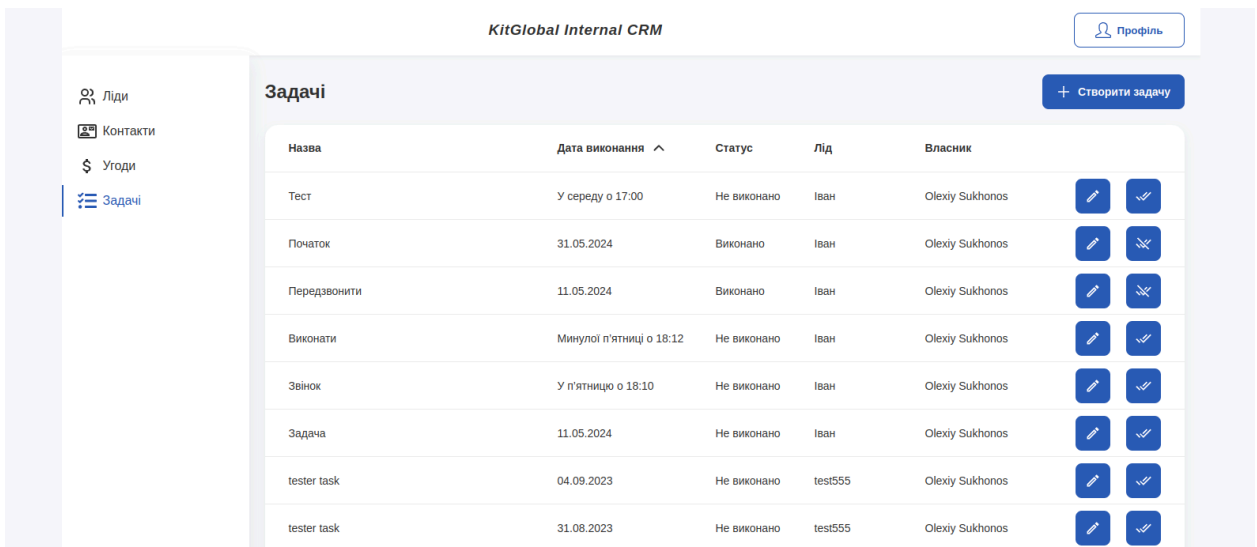 KitGlobal Internal CRM
Профіль
Ліди
Контакти
Угоди
Задачі
Задачі
Створити задачу
Назва Дата виконання Статус Лід Власник
Тест У середу о 17:00 Не виконано Іван Olexiy Sukhonos
Початок 31.05.2024 Виконано Іван Olexiy Sukhonos
Передзвонити 11.05.2024 Виконано Іван Olexiy Sukhonos
Виконати Минулої п’ятниці о 18:12 Не виконано Іван Olexiy Sukhonos
Звінок У п’ятницю о 18:10 Не виконано Іван Olexiy Sukhonos
Задача 11.05.2024 Не виконано Іван Olexiy Sukhonos
tester task 04.09.2023 Не виконано test555 Olexiy Sukhonos
tester task 31.08.2023 Не виконано test555 Olexiy Sukhonos